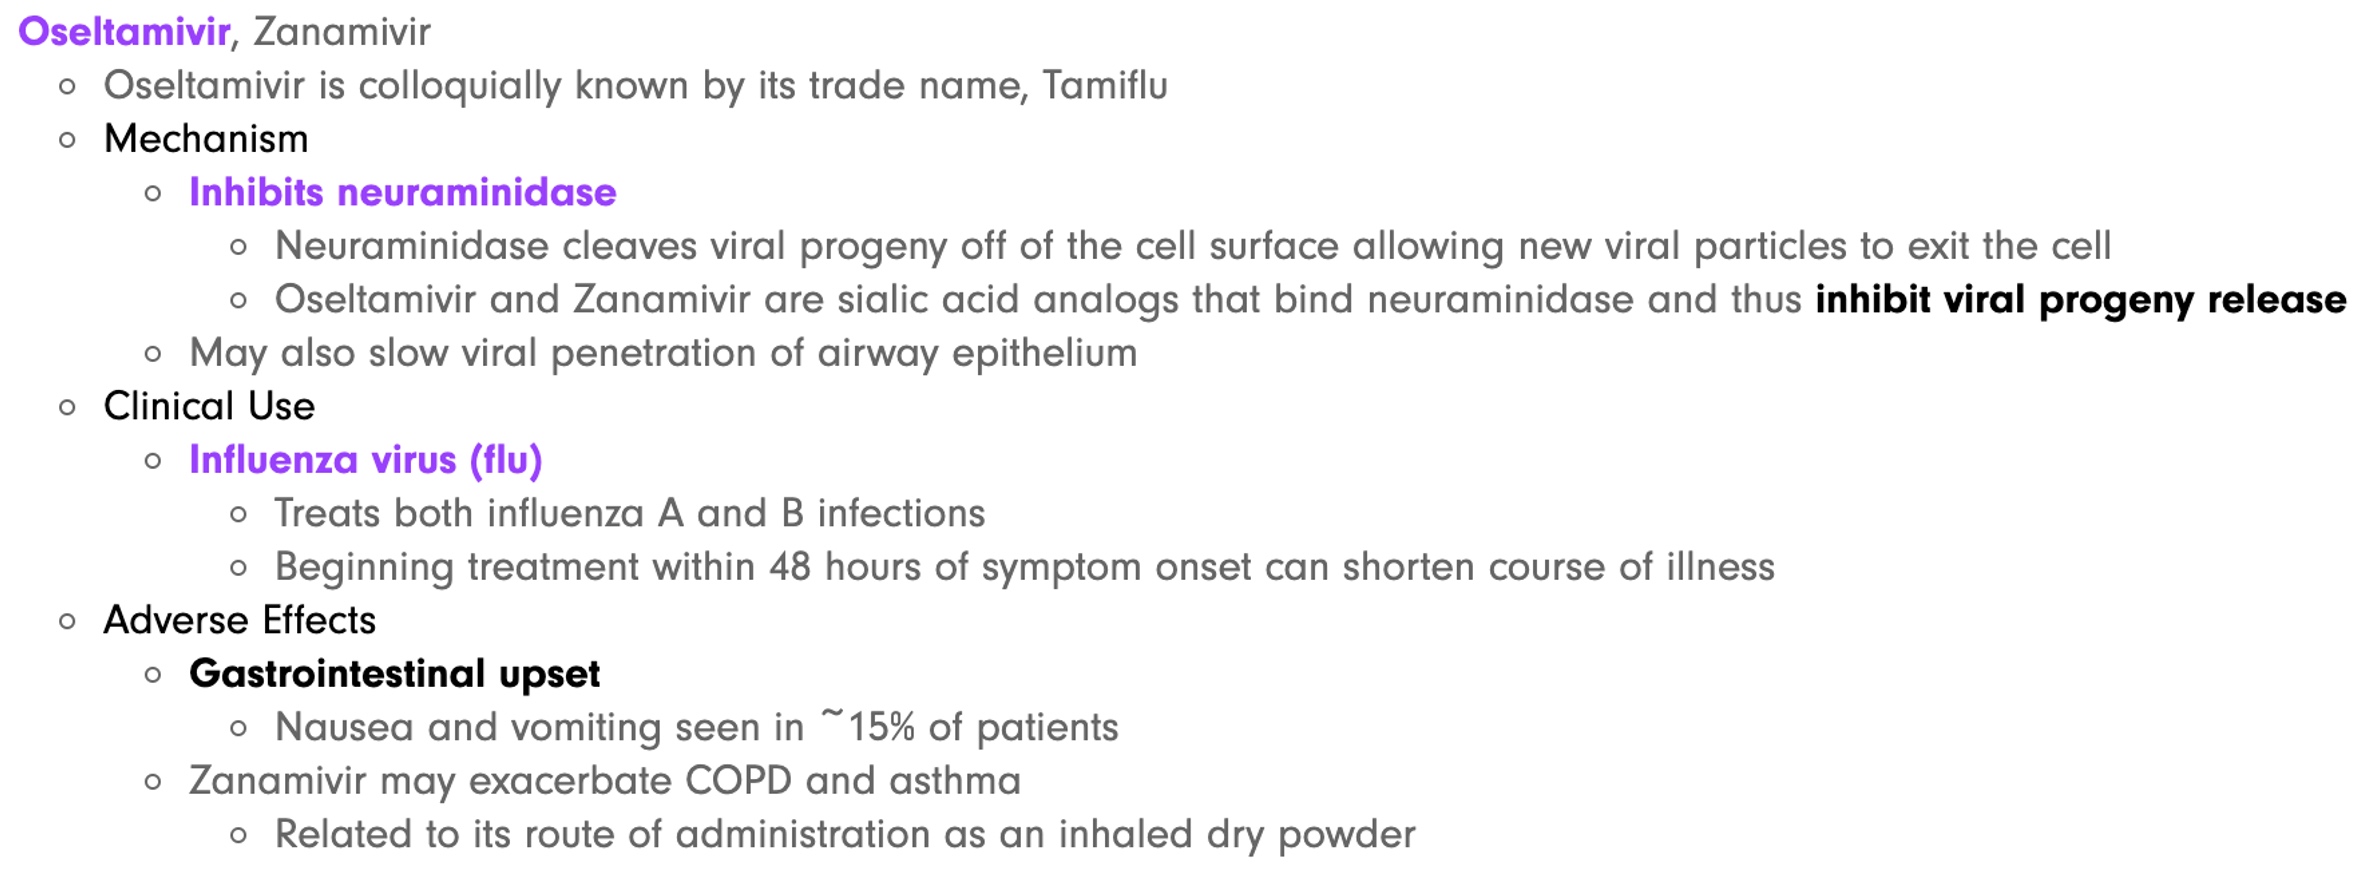 Oseltamivir, Zanamivir
Oseltamivir is colloquially known by its trade name, Tamiflu
Mechanism
Inhibits neuraminidase
Neuraminidase cleaves viral progeny off of the cell surface allowing new viral particles to exit the cell
Oseltamivir and Zanamivir are sialic acid analogs that bind neuraminidase and thus inhibit viral progeny release
May also slow viral penetration of airway epithelium
Clinical Use
Influenza virus (flu)
Treats both influenza A and B infections
Beginning treatment within 48 hours of symptom onset can shorten course of illness
Adverse Effects
Gastrointestinal upset
Nausea and vomiting seen in ~15% of patients
Zanamivir may exacerbate COPD and asthma
Related to its route of administration as an inhaled dry powder